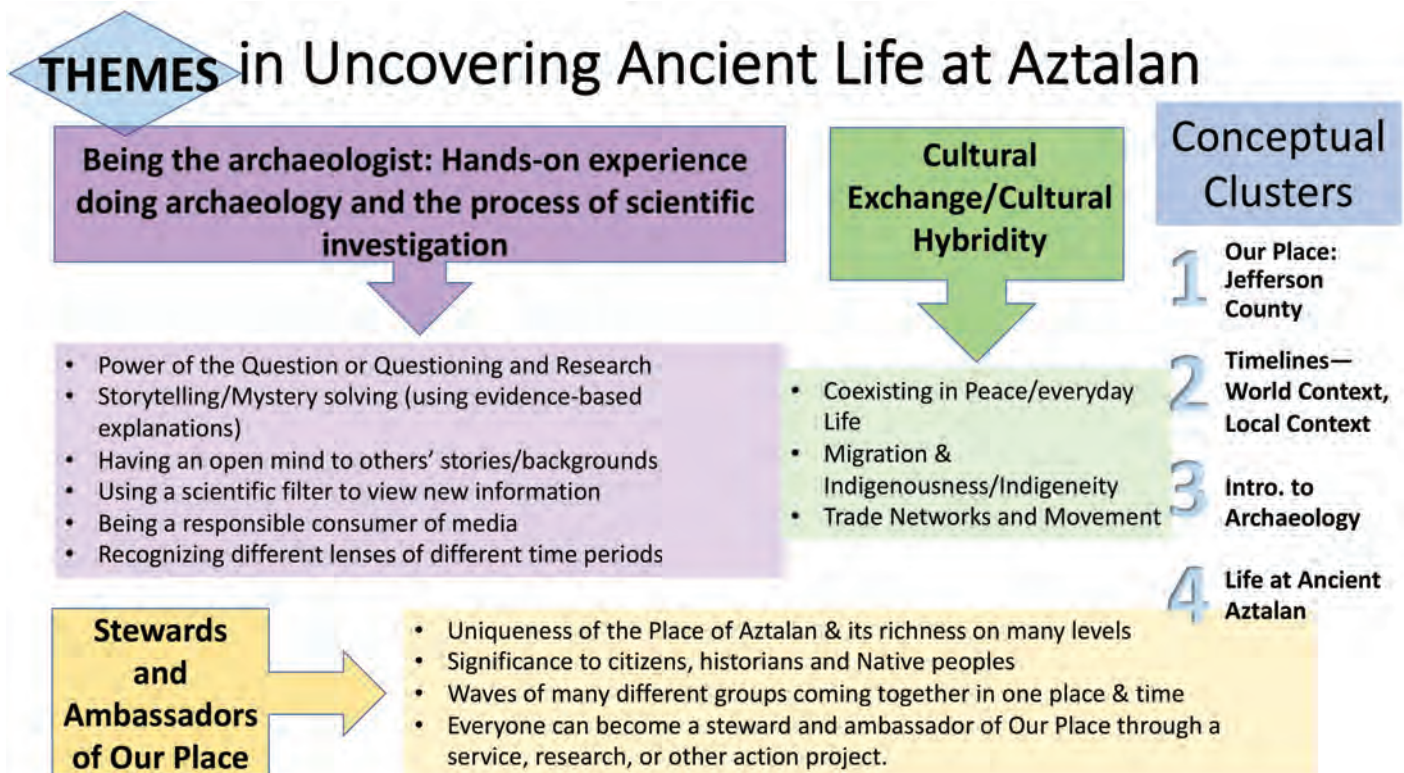 THEMES in Uncovering Ancient Life at Aztalan
Being the archaeologist: Hands-on experience
doing archaeology and the process of scientific
investigation
• Power of the Question or Questioning and Research
• Storytelling/Mystery solving (using evidence-based
explanations)
• Having an open mind to others’ stories/backgrounds
• Using a scientific filter to view new information
• Being a responsible consumer of media
• Recognizing different lenses of different time periods
Cultural
Exchange/Cultural
Hybridity
• Coexisting in Peace/everyday
Life
• Migration &
Indigenousness/Indigeneity
• Trade Networks and Movement
Conceptual
Clusters
1 Our Place:
Jefferson
County
2 Timelines—
World Context,
Local Context
3 Intro. to
Archaeology
4 Life at Ancient
Aztalan
Stewards
and
Ambassadors
of Our Place
• Uniqueness of the Place of Aztalan & its richness on many levels
• Significance to citizens, historians and Native peoples
• Waves of many different groups coming together in one place & time
• Everyone can become a steward and ambassador of Our Place through a
service, research, or other action project.